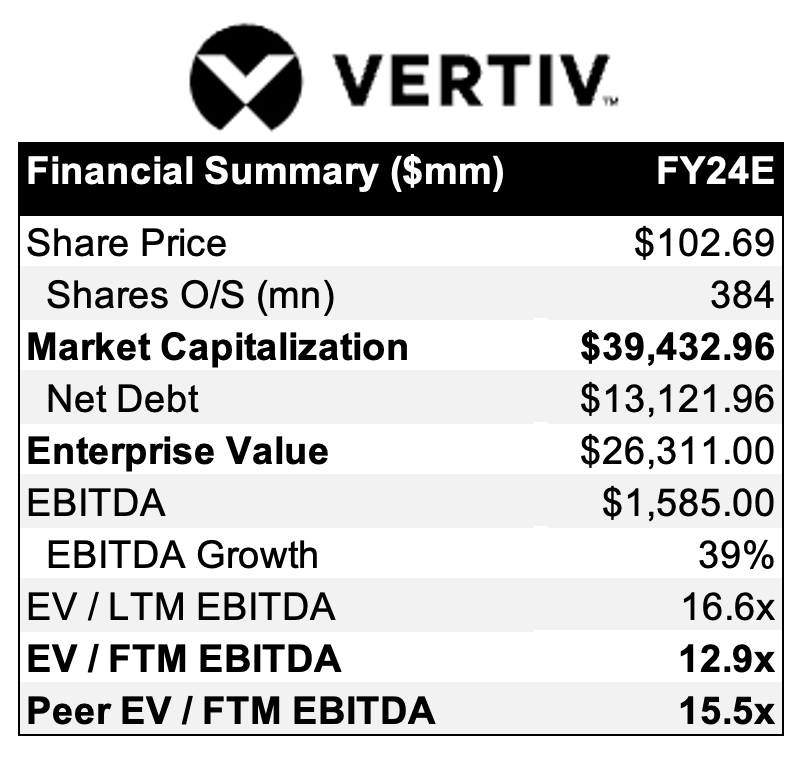 VERTIV™
Financial Summary ($mm) FY24E
Share Price $102.69
Shares O/S (mn) 384
Market Capitalization $39,432.96
Net Debt $13,121.96
Enterprise Value $26,311.00
EBITDA $1,585.00
EBITDA Growth 39%
EV / LTM EBITDA 16.6x
EV / FTM EBITDA 12.9x
Peer EV / FTM EBITDA 15.5x